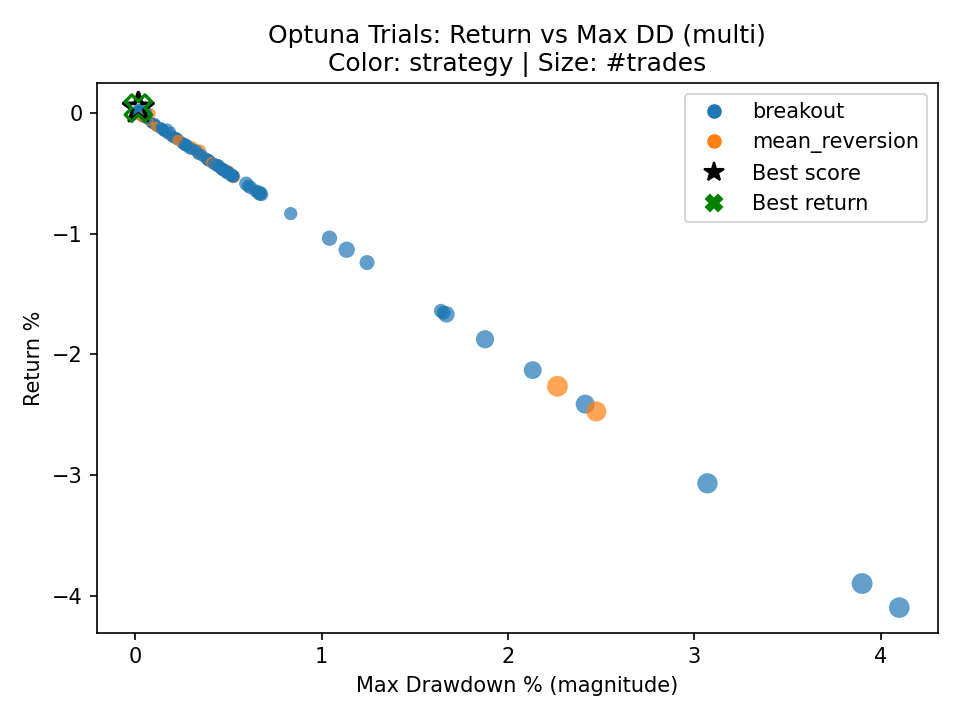 Optuna Trials: Return vs Max DD (multi)
Color: strategy | Size: #trades
breakout
mean_reversion
Best score
Best return
0
−1
−2
−3
−4
Return %
0 1 2 3 4
Max Drawdown % (magnitude)